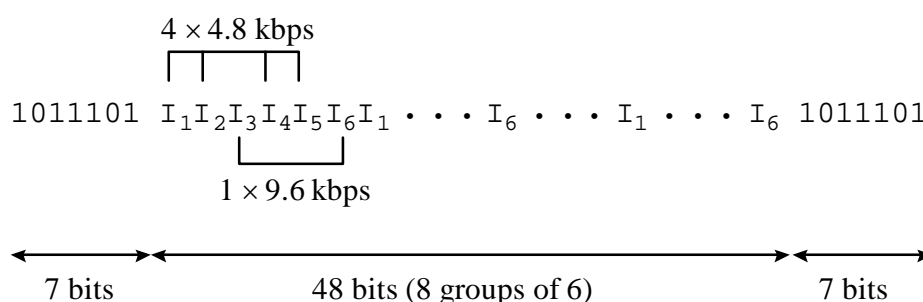 4 × 4.8 kbps
1011101 I₁I₂I₃I₄I₅I₆I₁ · · · I₆ · · · I₁ · · · I₆ 1011101
1 × 9.6 kbps
7 bits 48 bits (8 groups of 6) 7 bits